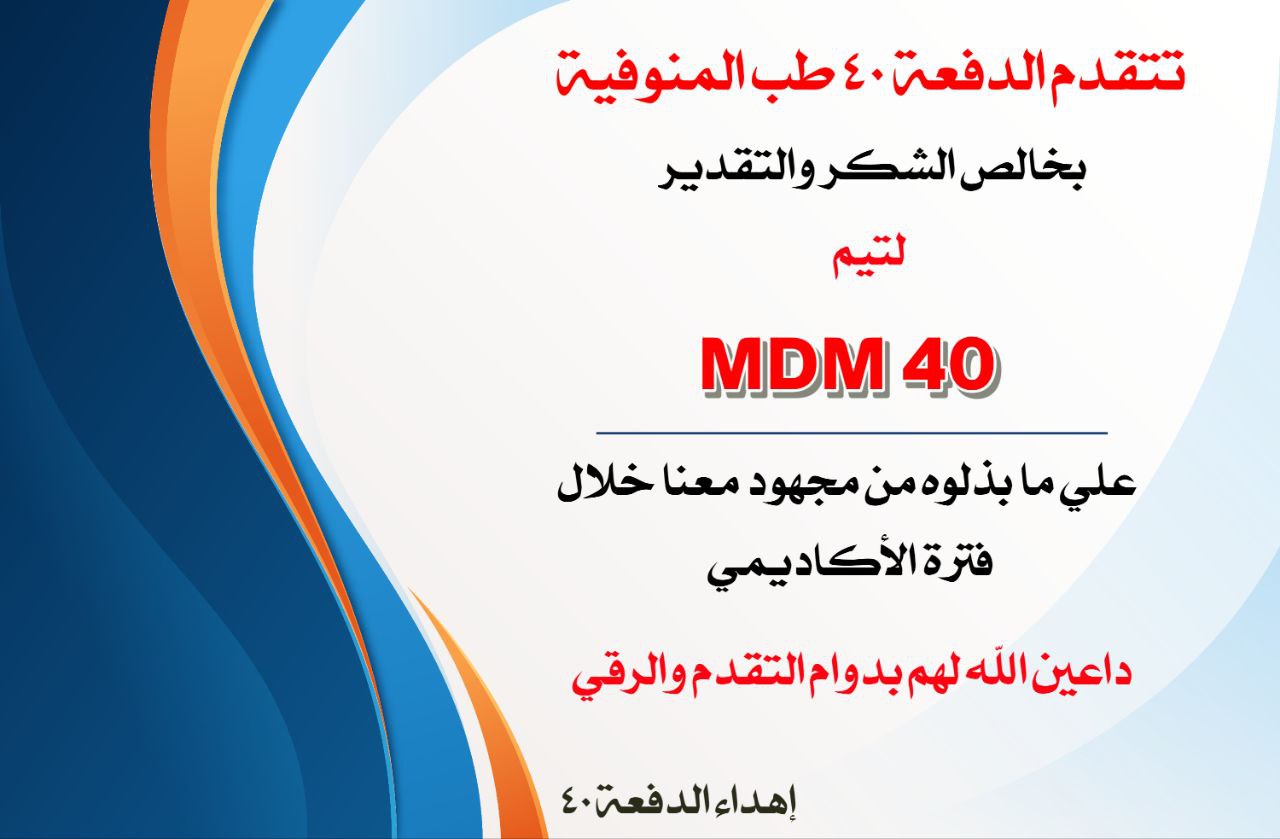 تتقدم الدفعة ٤٠ طب المنوفية
بخالص الشكر والتقدير
لتيم
MDM 40
علي ما بذلوه من مجهود معنا خلال
فترة الأكاديمي
داعين الله لهم بدوام التقدم والرقي
إهداء الدفعة ٤٠